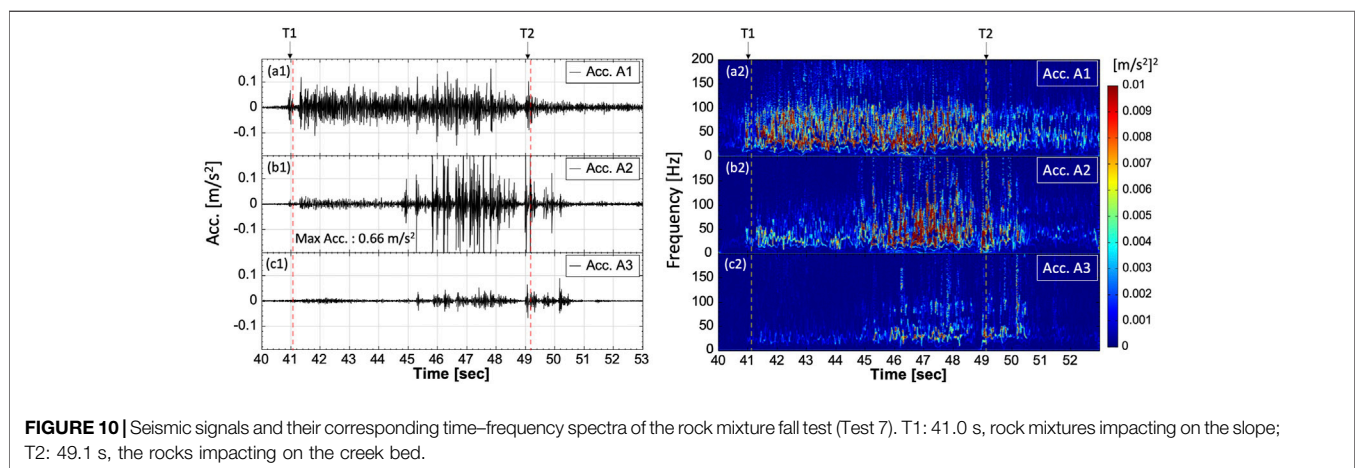 T1
T2
T1
T2
0.1
0
-0.1
(a1)
Acc. A1
0.1
0
-0.1
(b1)
Acc. A2
Max Acc. : 0.66 m/s²
0.1
0
-0.1
(c1)
Acc. A3
Acc. [m/s²]
40 41 42 43 44 45 46 47 48 49 50 51 52 53
Time [sec]
200
150
100
50
0
(a2)
Acc. A1
150
100
50
0
(b2)
Acc. A2
150
100
50
0
(c2)
Acc. A3
Frequency [Hz]
40 41 42 43 44 45 46 47 48 49 50 51 52
Time [sec]
[m/s²]²
0.01
0.009
0.008
0.007
0.006
0.005
0.004
0.003
0.002
0.001
0
FIGURE 10 | Seismic signals and their corresponding time–frequency spectra of the rock mixture fall test (Test 7). T1: 41.0 s, rock mixtures impacting on the slope;
T2: 49.1 s, the rocks impacting on the creek bed.